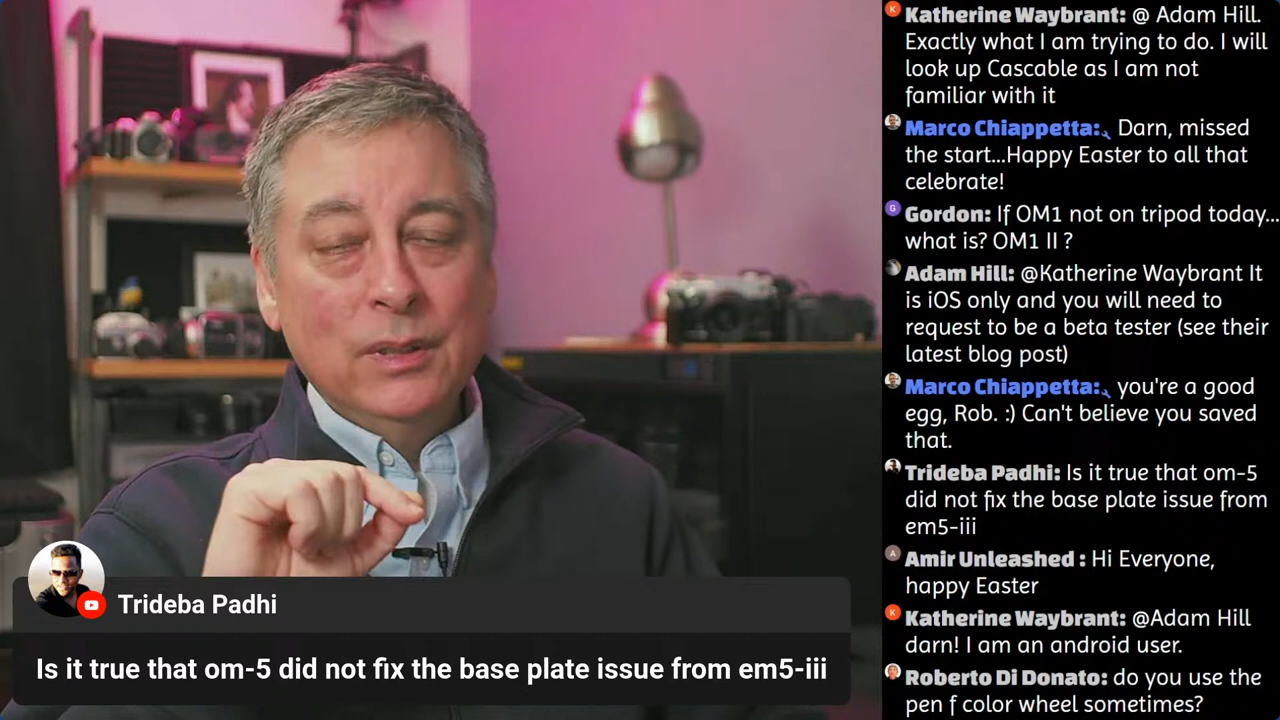 Katherine Waybrant: @ Adam Hill.
Exactly what I am trying to do. I will
look up Cascable as I am not
familiar with it
Marco Chiappetta: Darn, missed
the start...Happy Easter to all that
celebrate!
Gordon: If OM1 not on tripod today...
what is? OM1 II ?
Adam Hill: @Katherine Waybrant It
is iOS only and you will need to
request to be a beta tester (see their
latest blog post)
Marco Chiappetta: you're a good
egg, Rob. :) Can't believe you saved
that.
Trideba Padhi: Is it true that om-5
did not fix the base plate issue from
em5-iii
Amir Unleashed : Hi Everyone,
happy Easter
Katherine Waybrant: @Adam Hill
darn! I am an android user.
Roberto Di Donato: do you use the
pen f color wheel sometimes?
Trideba Padhi
Is it true that om-5 did not fix the base plate issue from em5-iii